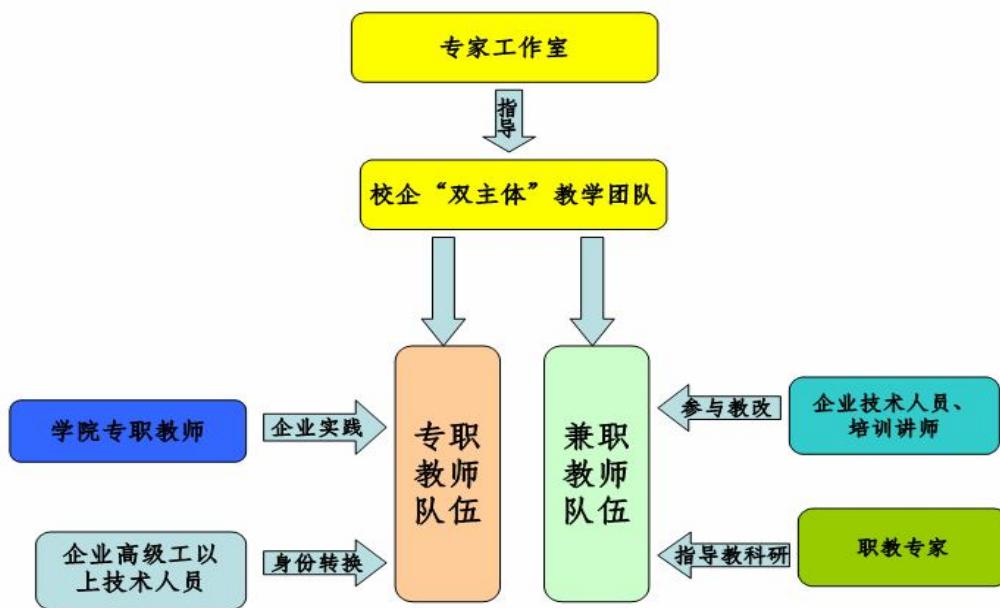 专家工作室
指导
校企“双主体”教学团队
学院专职教师
企业实践
专职
教师
队伍
兼职
教师
队伍
参与教改
企业技术人员、
培训讲师
企业高级工以
上技术人员
身份转换
指导教科研
职教专家